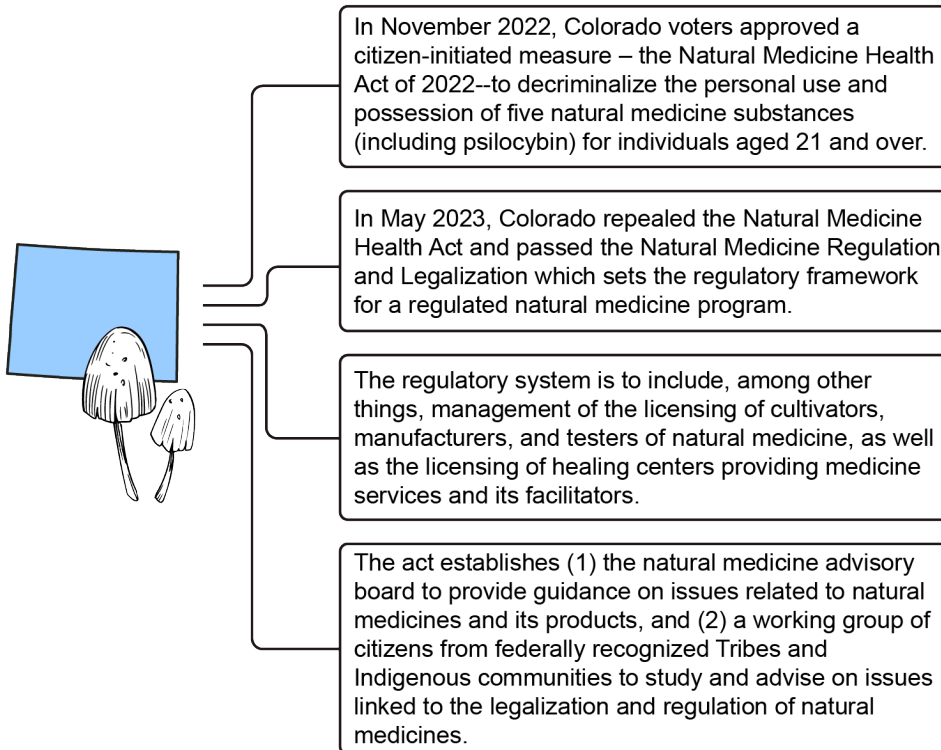 In November 2022, Colorado voters approved a
citizen-initiated measure – the Natural Medicine Health
Act of 2022--to decriminalize the personal use and
possession of five natural medicine substances
(including psilocybin) for individuals aged 21 and over.
In May 2023, Colorado repealed the Natural Medicine
Health Act and passed the Natural Medicine Regulation
and Legalization which sets the regulatory framework
for a regulated natural medicine program.
The regulatory system is to include, among other
things, management of the licensing of cultivators,
manufacturers, and testers of natural medicine, as well
as the licensing of healing centers providing medicine
services and its facilitators.
The act establishes (1) the natural medicine advisory
board to provide guidance on issues related to natural
medicines and its products, and (2) a working group of
citizens from federally recognized Tribes and
Indigenous communities to study and advise on issues
linked to the legalization and regulation of natural
medicines.